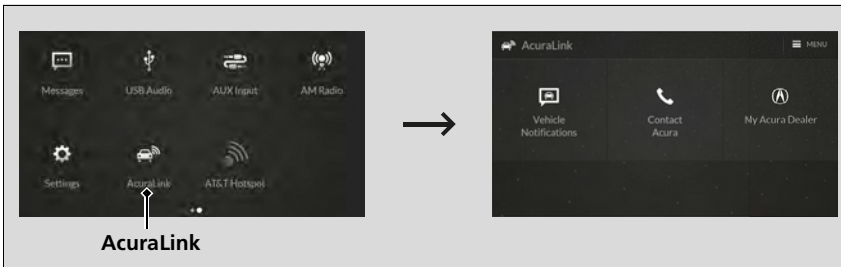 Messages
USB Audio
AUX Input
AM Radio
Settings
AcuraLink
AT&T Hotspot
AcuraLink
AcuraLink
MENU
Vehicle
Notifications
Contact
Acura
My Acura Dealer